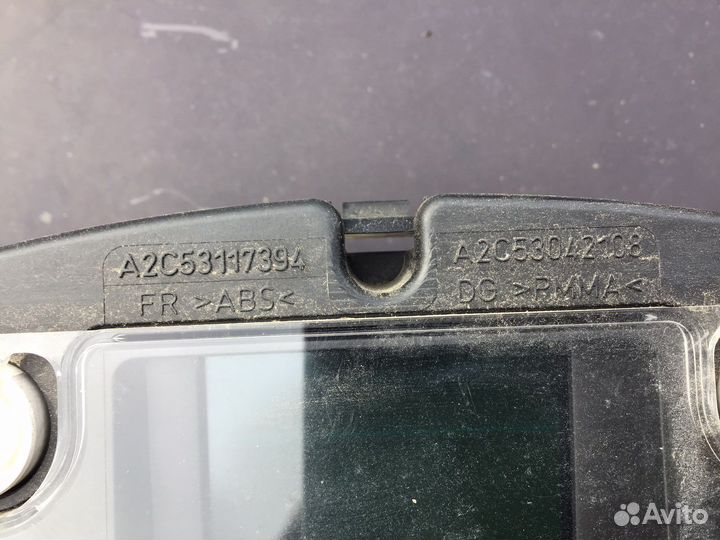 A2C53117394
FR >ABS<
A2C53042108
DG >PMMA<
Avito